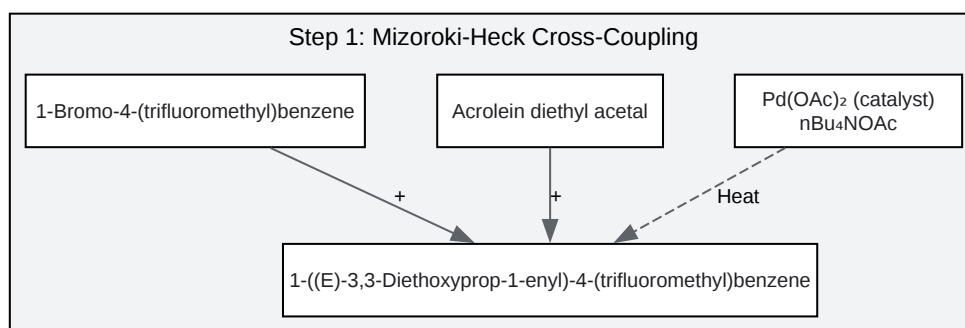 Step 1: Mizoroki-Heck Cross-Coupling
1-Bromo-4-(trifluoromethyl)benzene
Acrolein diethyl acetal
Pd(OAc)₂ (catalyst)
nBu₄NOAc
+
+
Heat
1-((E)-3,3-Diethoxyprop-1-enyl)-4-(trifluoromethyl)benzene